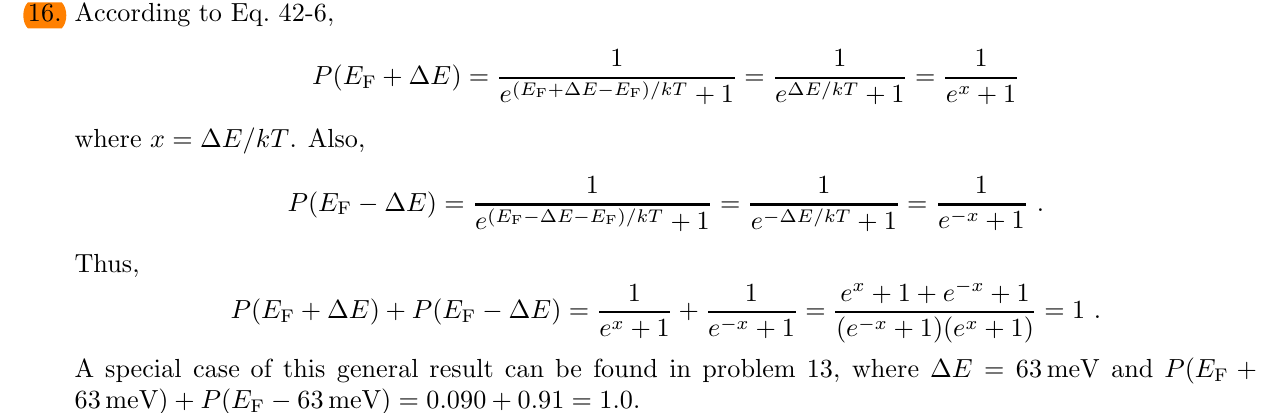 16. According to Eq. 42-6,
P(E_F + ΔE) = 1/(e^{(E_F+ΔE−E_F)/kT} + 1) = 1/(e^{ΔE/kT} + 1) = 1/(e^x + 1)
where x = ΔE/kT. Also,
P(E_F − ΔE) = 1/(e^{(E_F−ΔE−E_F)/kT} + 1) = 1/(e^{−ΔE/kT} + 1) = 1/(e^{−x} + 1) .
Thus,
P(E_F + ΔE) + P(E_F − ΔE) = 1/(e^x + 1) + 1/(e^{−x} + 1) = (e^x + 1 + e^{−x} + 1)/((e^{−x} + 1)(e^x + 1)) = 1 .
A special case of this general result can be found in problem 13, where ΔE = 63 meV and P(E_F +
63 meV) + P(E_F − 63 meV) = 0.090 + 0.91 = 1.0.